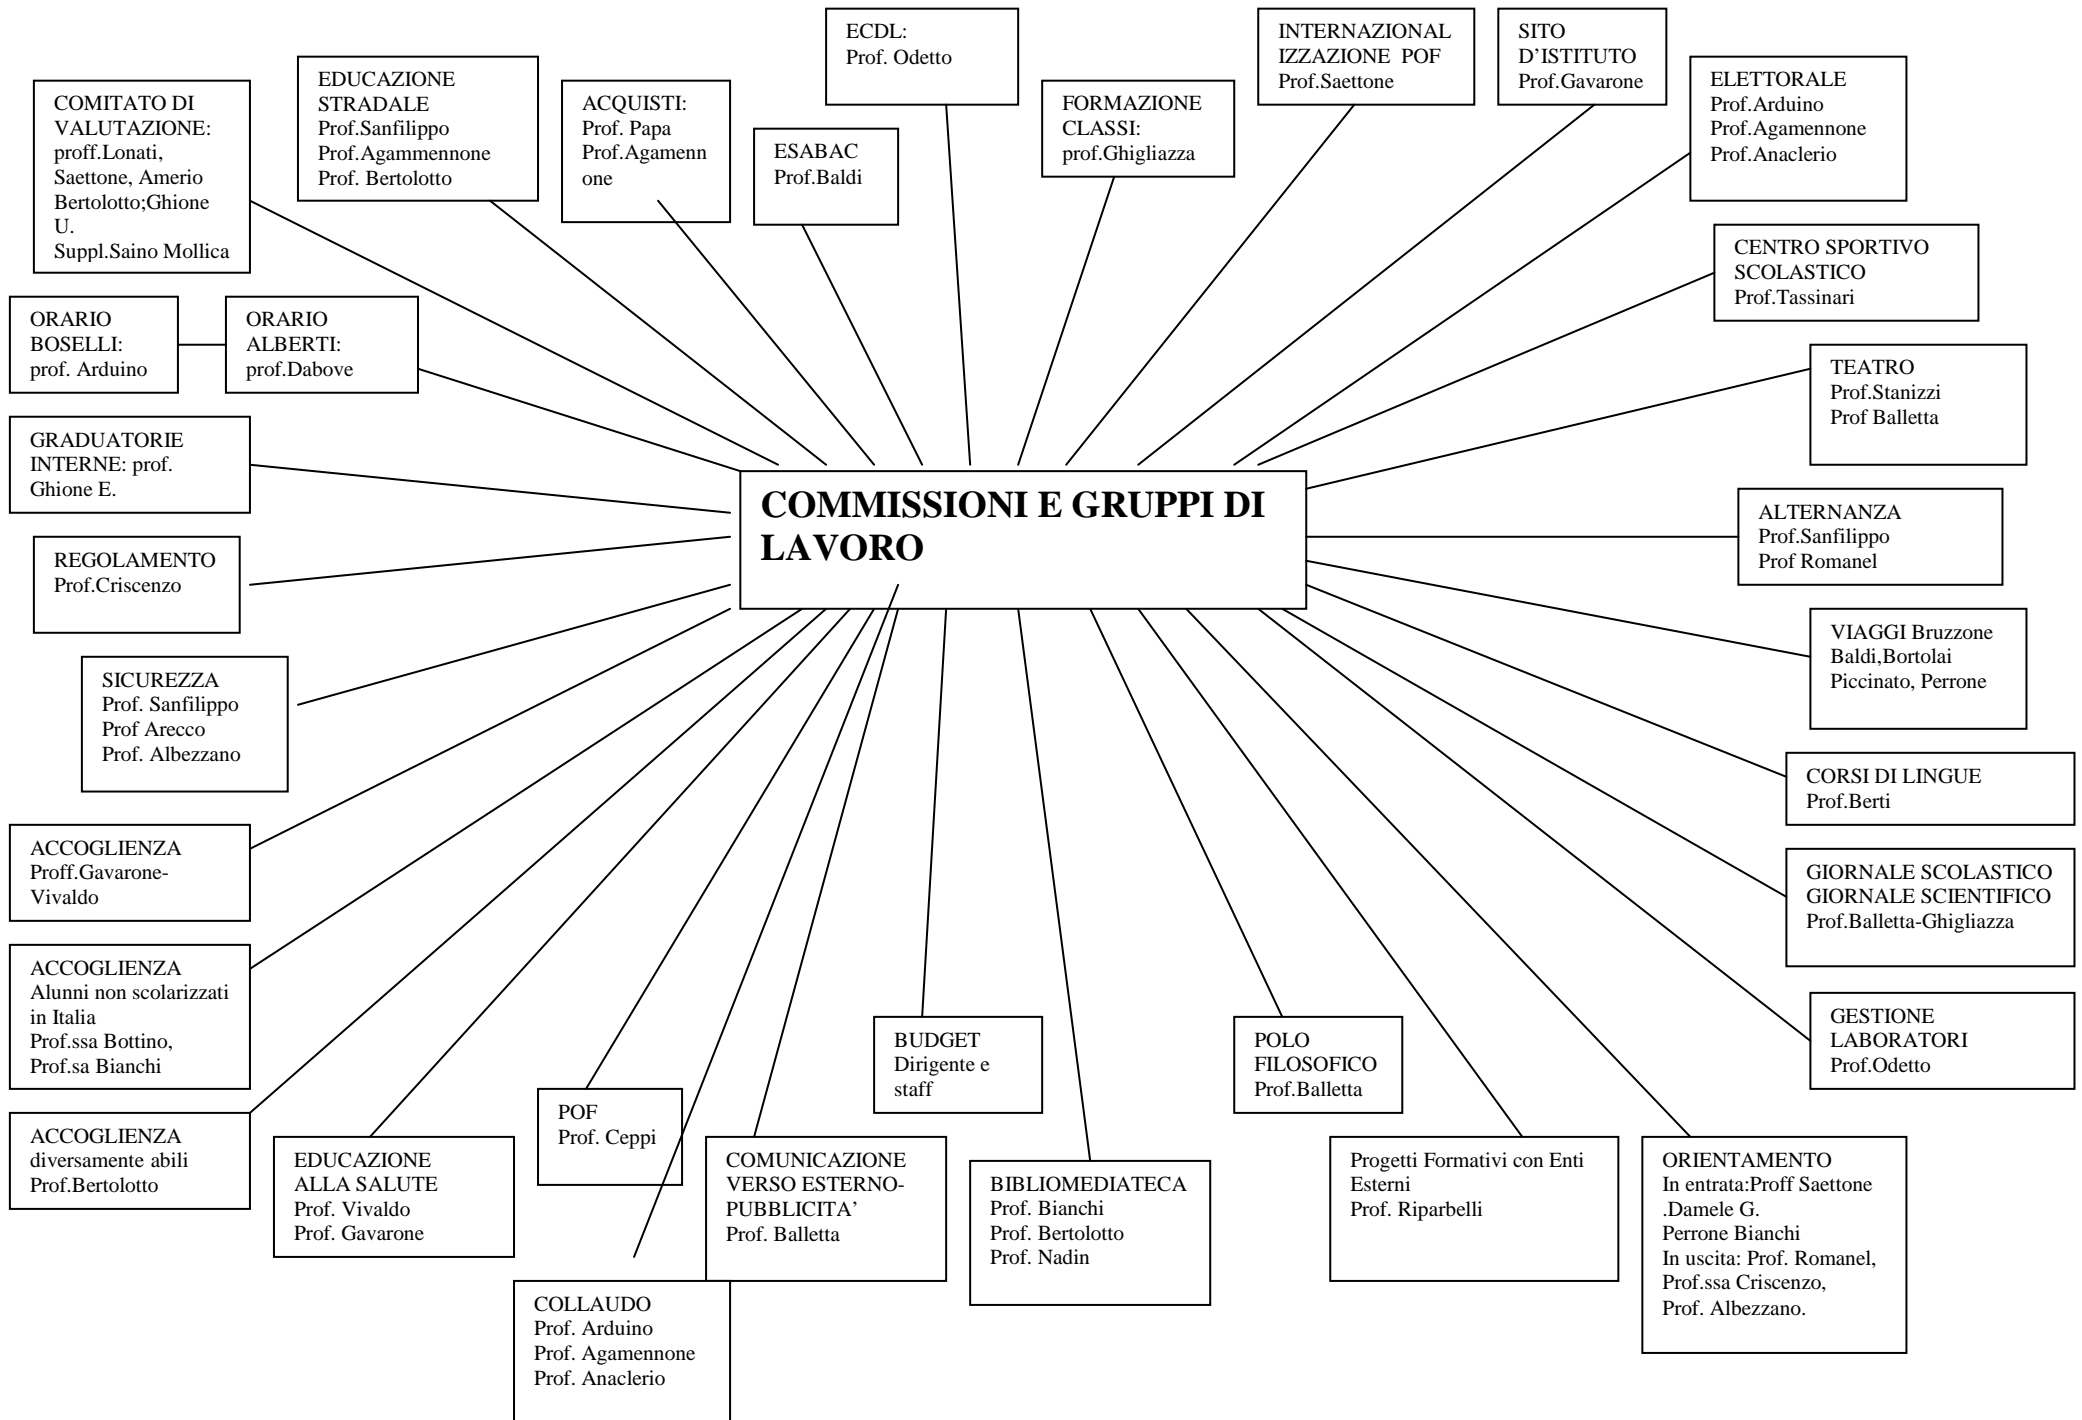 ECDL:
Prof. Odetto
INTERNAZIONAL
IZZAZIONE  POF
Prof.Saettone
SITO
D’ISTITUTO
Prof.Gavarone
EDUCAZIONE
STRADALE
Prof.Sanfilippo
Prof.Agammennone
Prof. Bertolotto
ELETTORALE
Prof.Arduino
Prof.Agamennone
Prof.Anaclerio
COMITATO DI
VALUTAZIONE:
proff.Lonati,
Saettone, Amerio
Bertolotto;Ghione
U.
Suppl.Saino Mollica
ACQUISTI:
Prof. Papa
Prof.Agamenn
one
FORMAZIONE
CLASSI:
prof.Ghigliazza
ESABAC
Prof.Baldi
CENTRO SPORTIVO
SCOLASTICO
Prof.Tassinari
ORARIO
BOSELLI:
prof. Arduino
ORARIO
ALBERTI:
prof.Dabove
TEATRO
Prof.Stanizzi
Prof Balletta
GRADUATORIE
INTERNE: prof.
Ghione E.
COMMISSIONI E GRUPPI DI
LAVORO
ALTERNANZA
Prof.Sanfilippo
Prof Romanel
REGOLAMENTO
Prof.Criscenzo
VIAGGI Bruzzone
Baldi,Bortolai
Piccinato, Perrone
SICUREZZA
Prof. Sanfilippo
Prof Arecco
Prof. Albezzano
CORSI DI LINGUE
Prof.Berti
ACCOGLIENZA
Proff.Gavarone-
Vivaldo
GIORNALE SCOLASTICO
GIORNALE SCIENTIFICO
Prof.Balletta-Ghigliazza
ACCOGLIENZA
Alunni non scolarizzati
in Italia
Prof.ssa Bottino,
Prof.sa Bianchi
GESTIONE
LABORATORI
Prof.Odetto
BUDGET
Dirigente e
staff
POLO
FILOSOFICO
Prof.Balletta
POF
Prof. Ceppi
ACCOGLIENZA
diversamente abili
Prof.Bertolotto
EDUCAZIONE
ALLA SALUTE
Prof. Vivaldo
Prof. Gavarone
COMUNICAZIONE
VERSO ESTERNO-
PUBBLICITA’
Prof. Balletta
BIBLIOMEDIATECA
Prof. Bianchi
Prof. Bertolotto
Prof. Nadin
Progetti Formativi con Enti
Esterni
Prof. Riparbelli
ORIENTAMENTO
In entrata:Proff Saettone
.Damele G.
Perrone Bianchi
In uscita: Prof. Romanel,
Prof.ssa Criscenzo,
Prof. Albezzano.
COLLAUDO
Prof. Arduino
Prof. Agamennone
Prof. Anaclerio